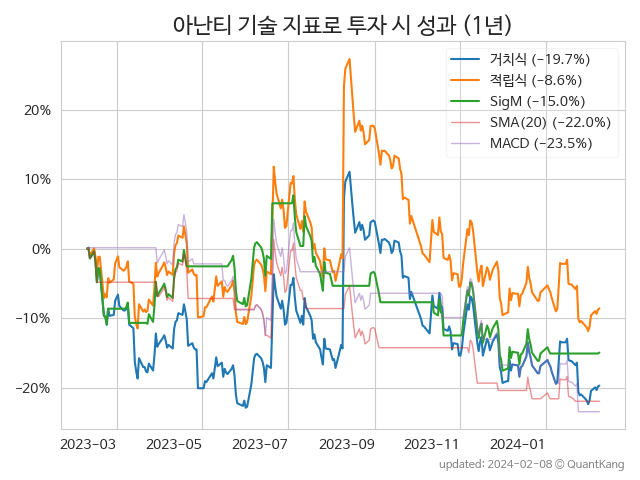 아난티 기술 지표로 투자 시 성과 (1년)
거치식 (−19.7%)
적립식 (−8.6%)
SigM (−15.0%)
SMA(20) (−22.0%)
MACD (−23.5%)
20%
10%
0%
−10%
−20%
2023-03 2023-05 2023-07 2023-09 2023-11 2024-01
updated: 2024-02-08 © QuantKang